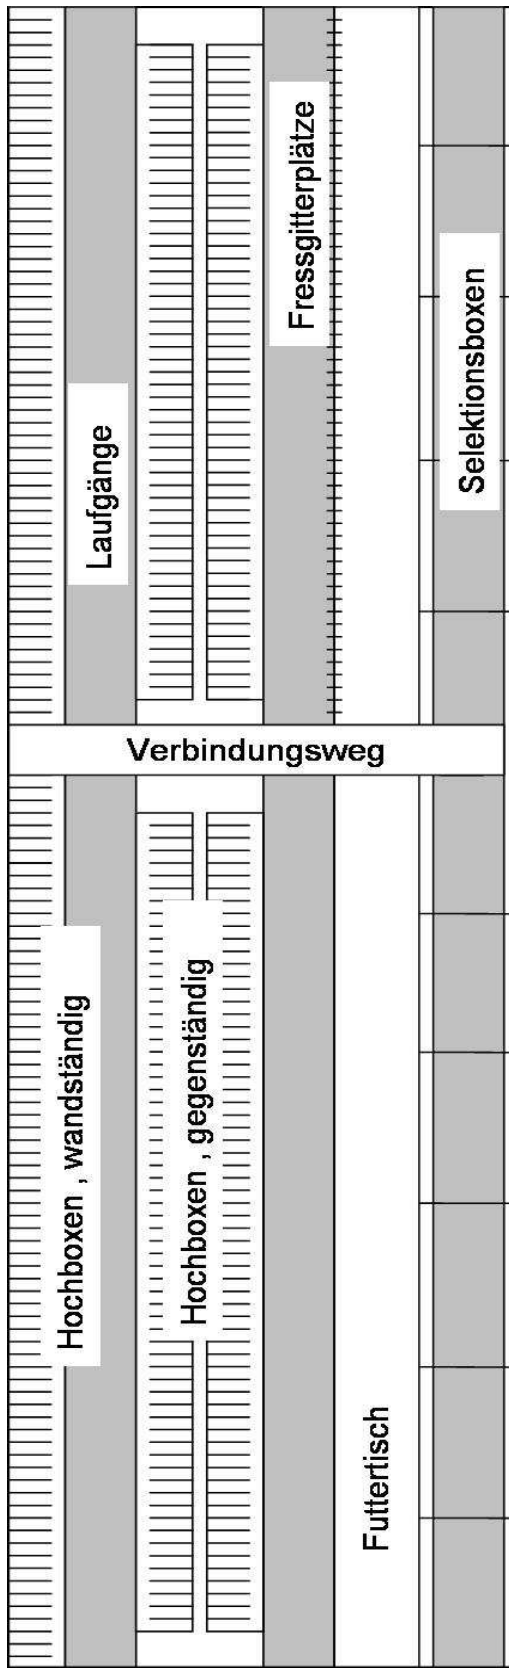 Fressgitterplätze
Selektionsboxen
Laufgänge
Verbindungsweg
Hochboxen , wandständig
Hochboxen , gegenständig
Futtertisch